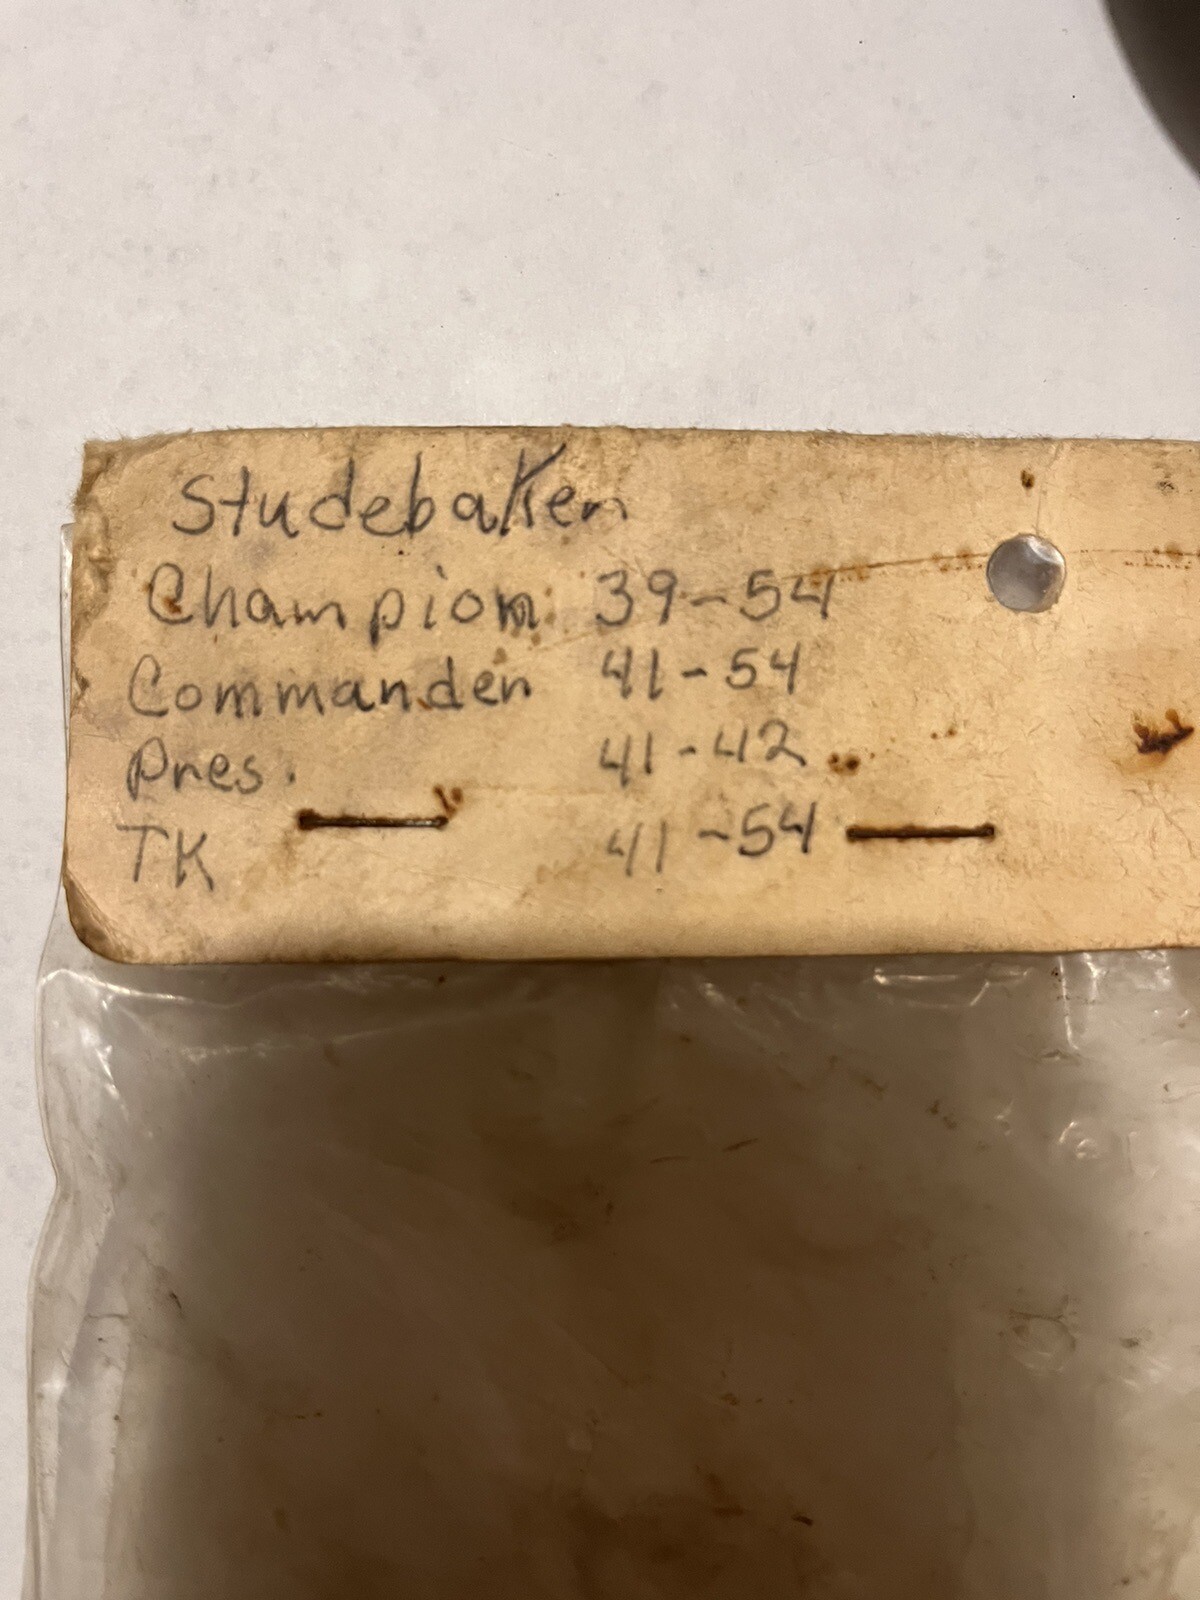 Studebaker
Champion 39-54
Commander 41-54
Pres. 41-42
TK 41-54